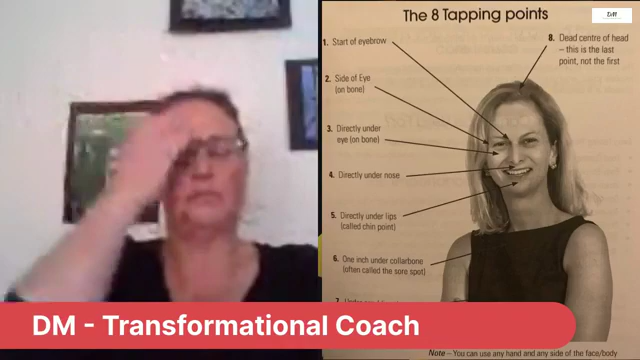 The 8 Tapping points
DM
1. Start of eyebrow
8. Dead centre of head
– this is the last
point, not the first
2. Side of Eye
(on bone)
3. Directly under
eye (on bone)
4. Directly under nose
5. Directly under lips
(called chin point)
6. One inch under collarbone
(often called the sore spot)
DM - Transformational Coach
Note – You can use any hand and any side of the face/body